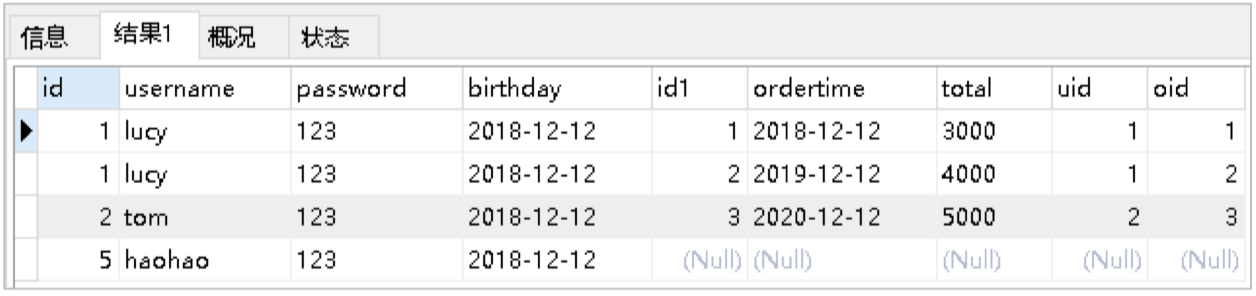 信息 结果1 概况 状态
id username password birthday id1 ordertime total uid oid
1 lucy 123 2018-12-12 1 2018-12-12 3000 1 1
1 lucy 123 2018-12-12 2 2019-12-12 4000 1 2
2 tom 123 2018-12-12 3 2020-12-12 5000 2 3
5 haohao 123 2018-12-12 (Null) (Null) (Null) (Null) (Null)